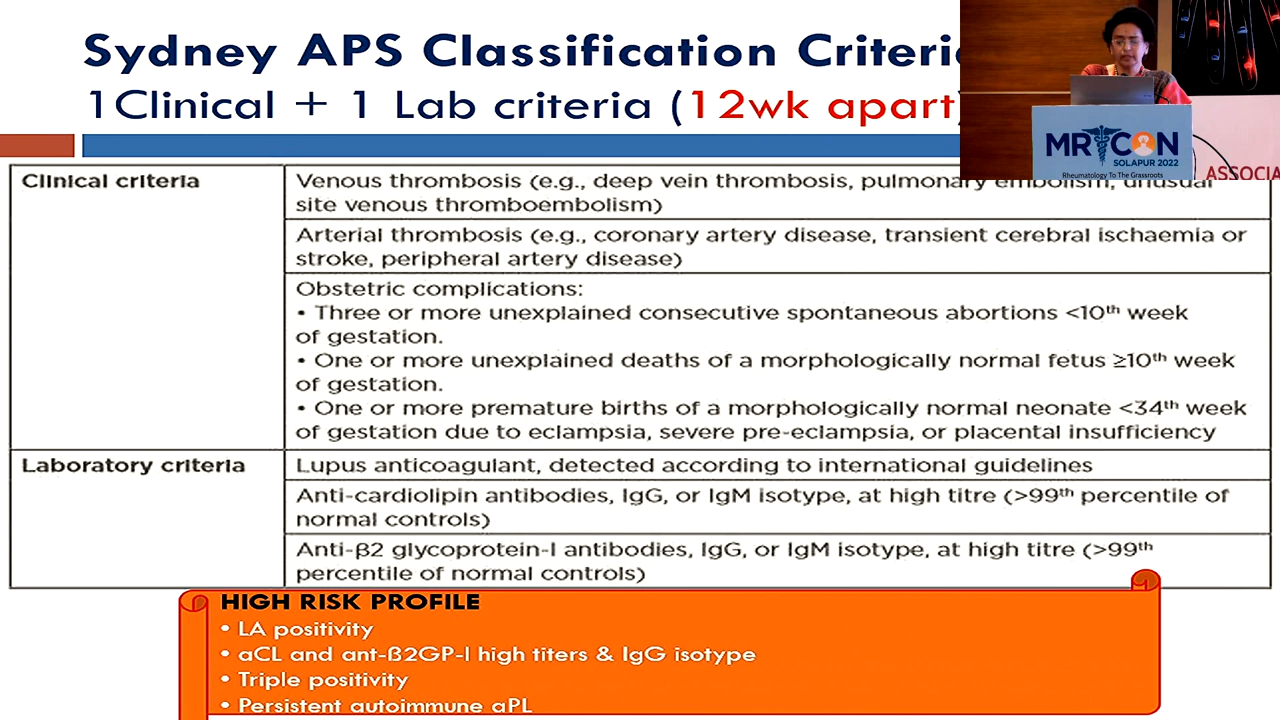 Sydney APS Classification Criteria
1Clinical + 1 Lab criteria (12wk apart)
MRCON
SOLAPUR 2022
Rheumatology To The Grassroots
ASSOCIA
Clinical criteria
Venous thrombosis (e.g., deep vein thrombosis, pulmonary embolism, unusual
site venous thromboembolism)
Arterial thrombosis (e.g., coronary artery disease, transient cerebral ischaemia or
stroke, peripheral artery disease)
Obstetric complications:
• Three or more unexplained consecutive spontaneous abortions <10th week
of gestation.
• One or more unexplained deaths of a morphologically normal fetus ≥10th week
of gestation.
• One or more premature births of a morphologically normal neonate <34th week
of gestation due to eclampsia, severe pre-eclampsia, or placental insufficiency
Laboratory criteria
Lupus anticoagulant, detected according to international guidelines
Anti-cardiolipin antibodies, IgG, or IgM isotype, at high titre (>99th percentile of
normal controls)
Anti-β2 glycoprotein-I antibodies, IgG, or IgM isotype, at high titre (>99th
percentile of normal controls)
HIGH RISK PROFILE
• LA positivity
• aCL and ant-ß2GP-I high titers & IgG isotype
• Triple positivity
• Persistent autoimmune aPL